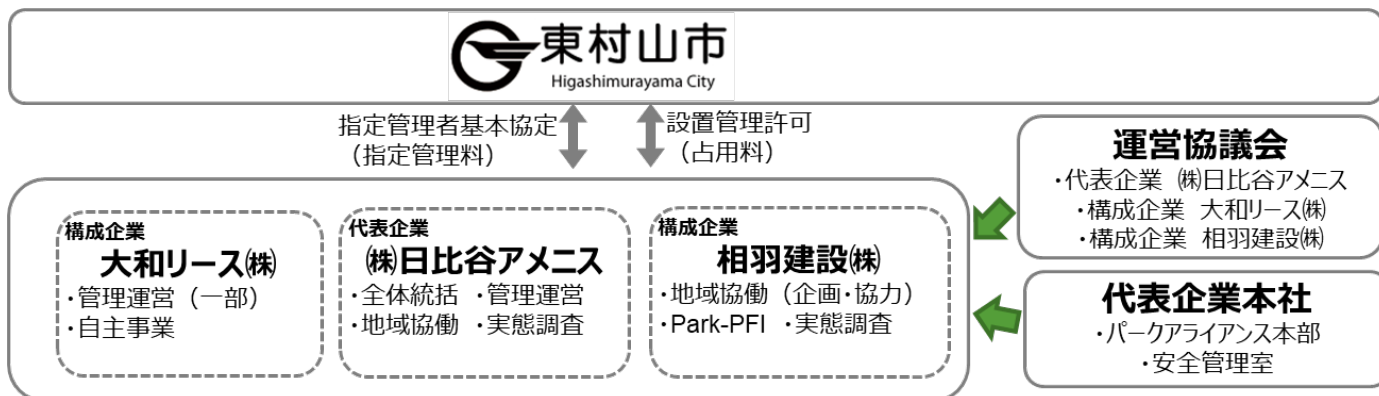 東村山市
Higashimurayama City
指定管理者基本協定
（指定管理料）
設置管理許可
（占用料）
構成企業
大和リース㈱
・管理運営（一部）
・自主事業
代表企業
㈱日比谷アメニス
・全体統括 ・管理運営
・地域協働 ・実態調査
構成企業
相羽建設㈱
・地域協働（企画・協力）
・Park-PFI ・実態調査
運営協議会
・代表企業 ㈱日比谷アメニス
・構成企業 大和リース㈱
・構成企業 相羽建設㈱
代表企業本社
・パークアライアンス本部
・安全管理室